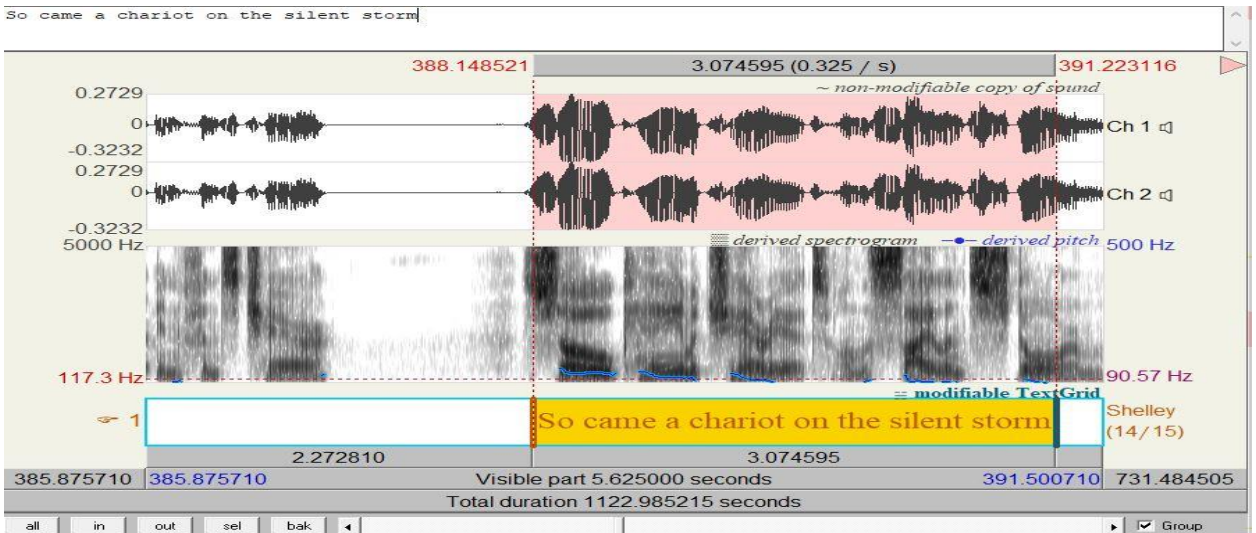 So came a chariot on the silent storm
388.148521 3.074595 (0.325 / s) 391.223116
~ non-modifiable copy of sound
0.2729
0
-0.3232
Ch 1
0.2729
0
-0.3232
Ch 2
5000 Hz derived spectrogram derived pitch 500 Hz
117.3 Hz 90.57 Hz
modifiable TextGrid
1 So came a chariot on the silent storm Shelley
(14/15)
2.272810 3.074595
385.875710 385.875710 Visible part 5.625000 seconds 391.500710 731.484505
Total duration 1122.985215 seconds
all in out sel bak Group